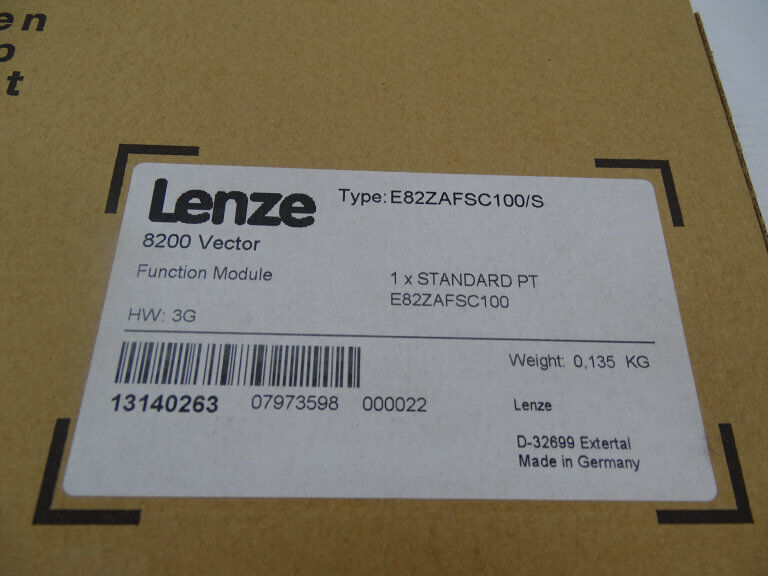 en
p
t
Lenze
Type: E82ZAFSC100/S
8200 Vector
Function Module
1 x STANDARD PT
E82ZAFSC100
HW: 3G
Weight: 0,135 KG
13140263 07973598 000022
Lenze
D-32699 Extertal
Made in Germany